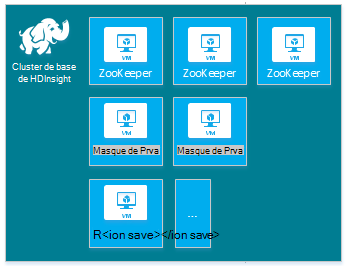 Cluster de base
de HDInsight
VM
ZooKeeper
VM
ZooKeeper
VM
ZooKeeper
VM
Masque de Prva
VM
Masque de Prva
VM
R<ion save></ion save>
...